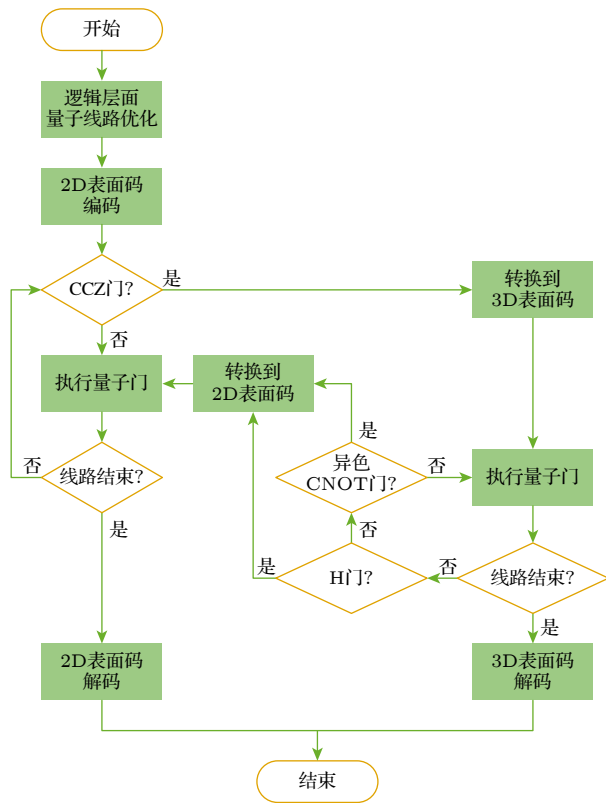 开始
逻辑层面
量子线路优化
2D表面码
编码
CCZ门?
是
转换到
3D表面码
否
执行量子门
转换到
2D表面码
是
异色
CNOT门?
否
执行量子门
否
线路结束?
是
否
是
H门?
否
线路结束?
是
2D表面码
解码
3D表面码
解码
结束